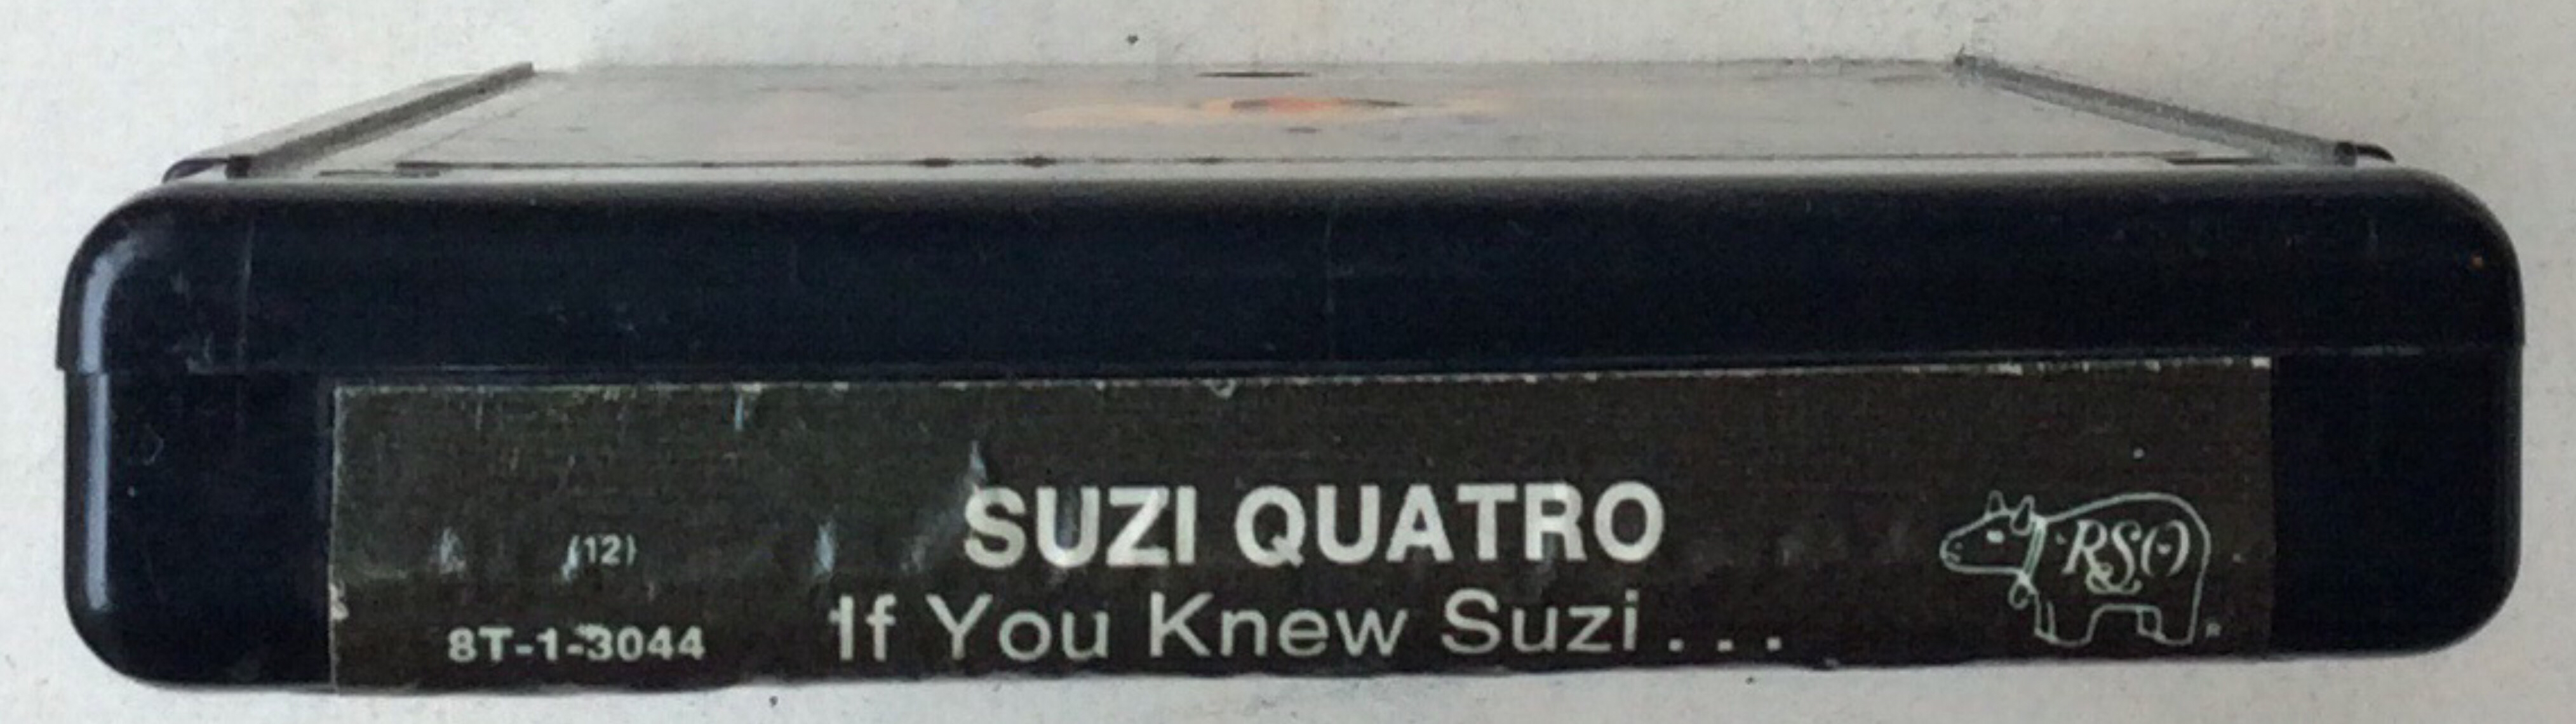 (12)
8T-1-3044
SUZI QUATRO
If You Knew Suzi...
RSO
®